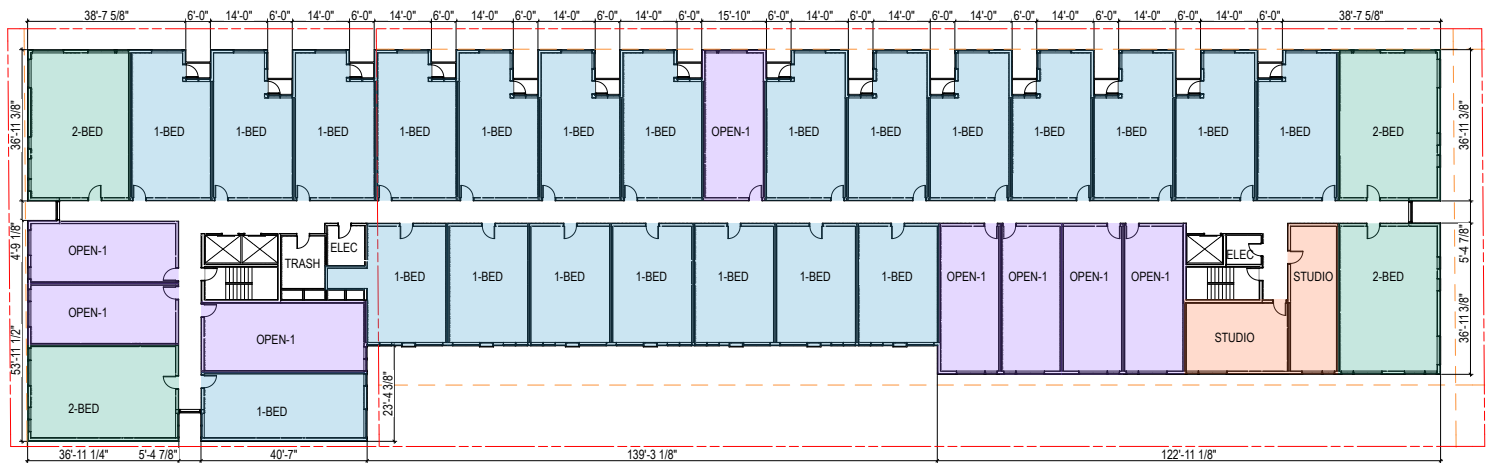 38'-7 5/8" 6'-0" 14'-0" 6'-0" 14'-0" 6'-0" 14'-0" 6'-0" 14'-0" 6'-0" 14'-0" 6'-0" 14'-0" 6'-0" 14'-0" 6'-0" 15'-10" 6'-0" 14'-0" 6'-0" 14'-0" 6'-0" 14'-0" 6'-0" 14'-0" 6'-0" 14'-0" 6'-0" 14'-0" 6'-0" 38'-7 5/8"
36'-11 3/8"
2-BED 1-BED 1-BED 1-BED 1-BED 1-BED 1-BED 1-BED OPEN-1 1-BED 1-BED 1-BED 1-BED 1-BED 1-BED 1-BED 2-BED
36'-11 3/8"
4'-9 1/8"
OPEN-1
ELEC
TRASH
1-BED 1-BED 1-BED 1-BED 1-BED 1-BED 1-BED OPEN-1 OPEN-1 OPEN-1 OPEN-1
ELEC
STUDIO
2-BED
5'-4 7/8"
OPEN-1
53'-11 1/2"
OPEN-1
STUDIO
36'-11 3/8"
2-BED
1-BED
23'-4 3/8"
36'-11 1/4" 5'-4 7/8" 40'-7" 139'-3 1/8" 122'-11 1/8"